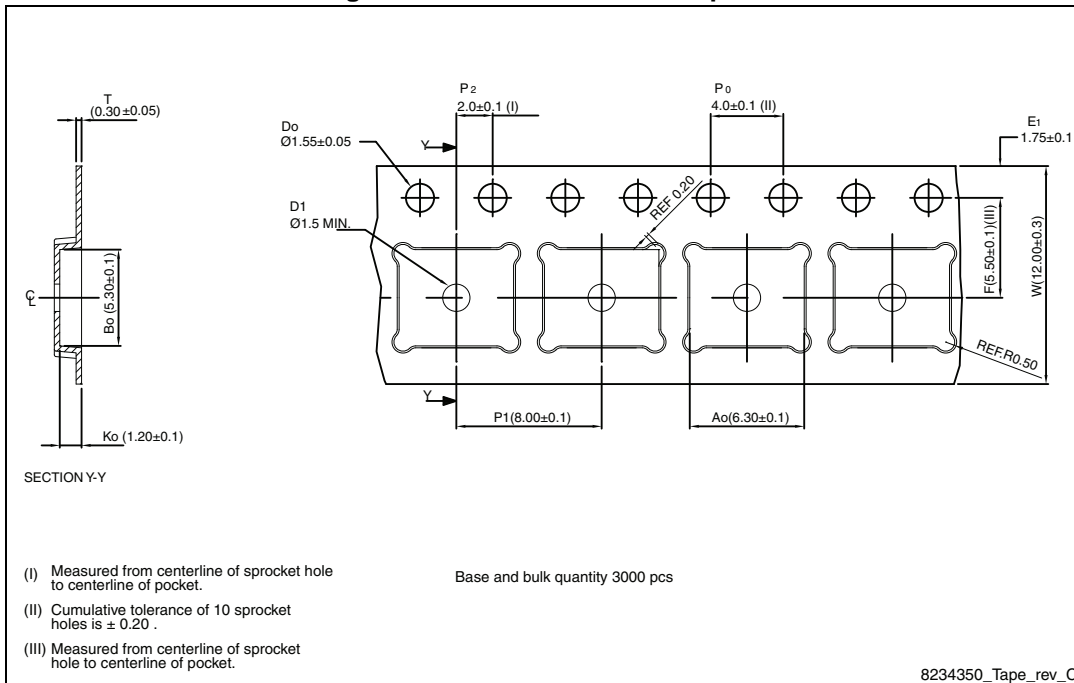 P2
2.0±0.1 (I)
P0
4.0±0.1 (II)
T
(0.30±0.05)
E1
1.75±0.1
Do
Ø1.55±0.05
Y
REF 0.20
D1
Ø1.5 MIN.
F(5.50±0.1)(III)
W(12.00±0.3)
CL
Bo (5.30±0.1)
REF.R0.50
Y
P1(8.00±0.1)
Ao(6.30±0.1)
Ko (1.20±0.1)
SECTION Y-Y
(I) Measured from centerline of sprocket hole
to centerline of pocket.
Base and bulk quantity 3000 pcs
(II) Cumulative tolerance of 10 sprocket
holes is ± 0.20 .
(III) Measured from centerline of sprocket
hole to centerline of pocket.
8234350_Tape_rev_C